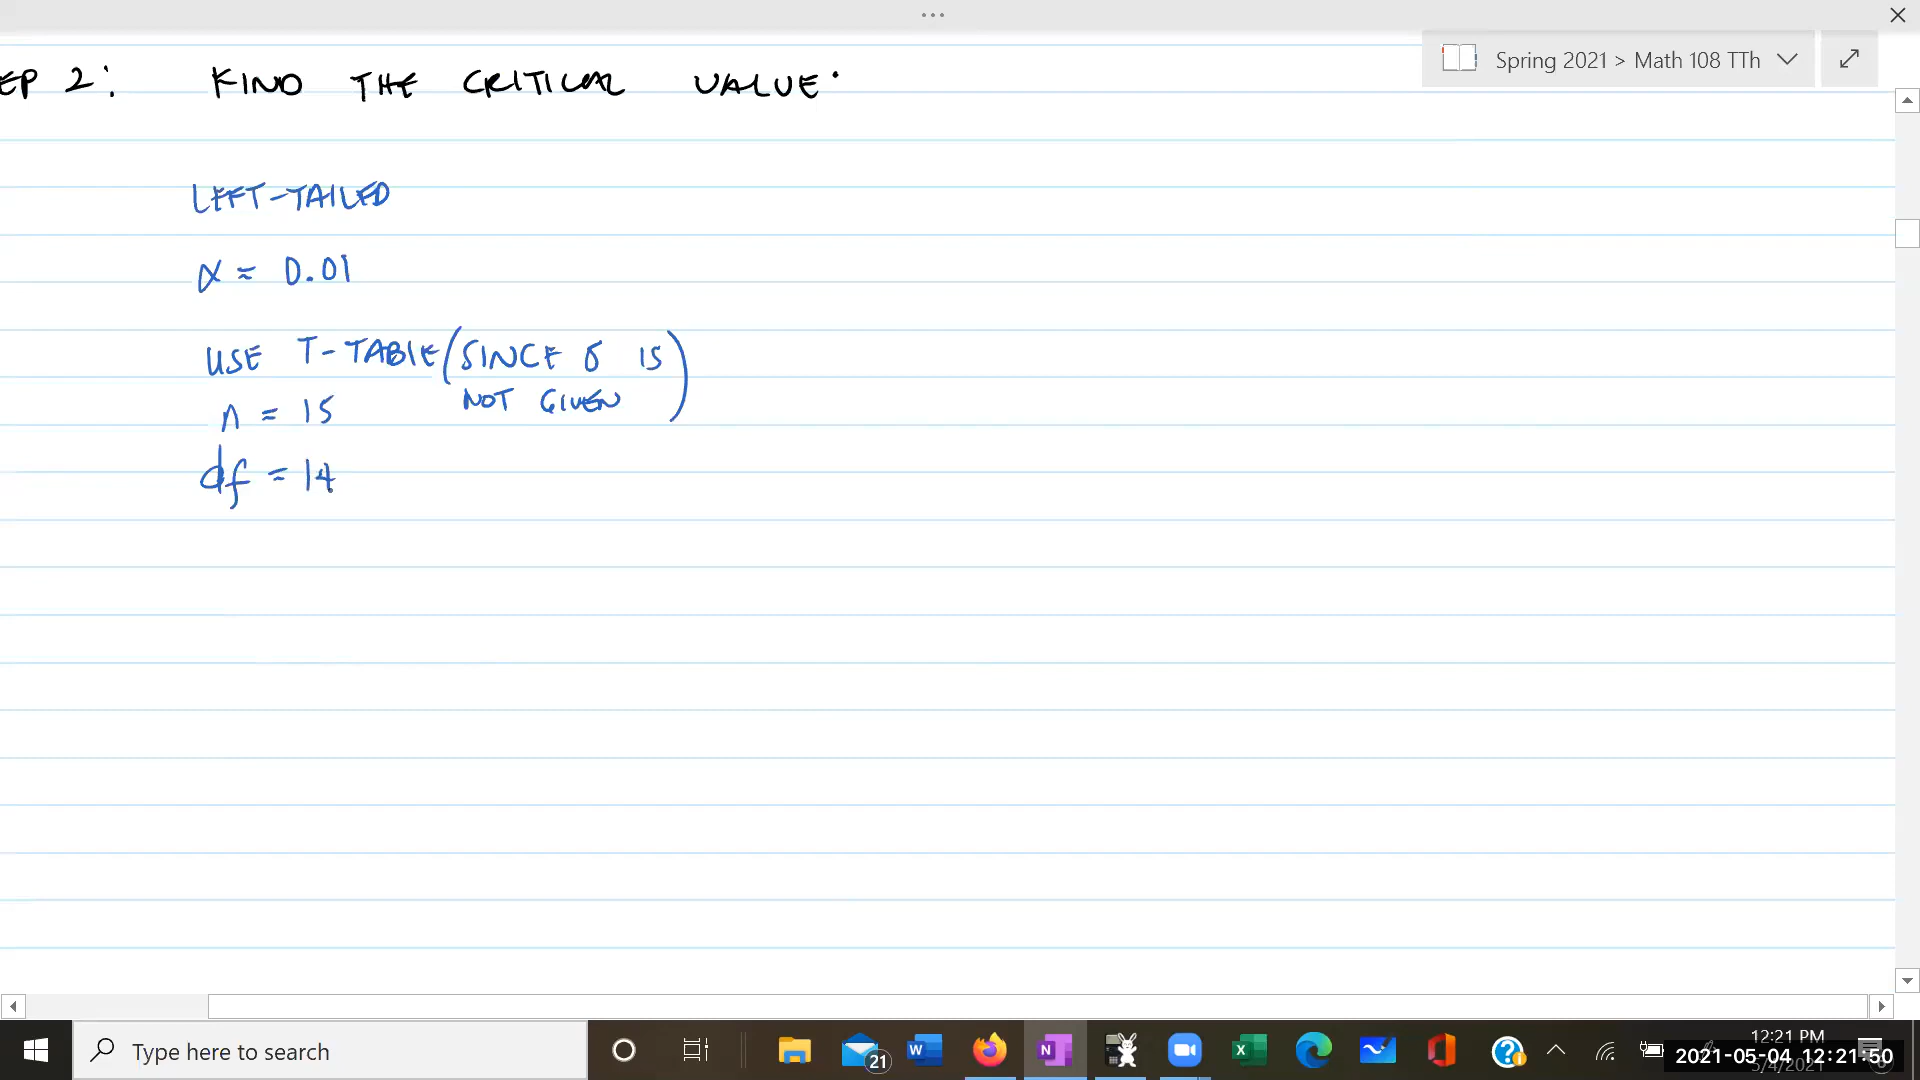 ...
Spring 2021 > Math 108 TTh
EP 2: FIND THE CRITICAL VALUE.
LEFT-TAILED
α = 0.01
USE T-TABLE (SINCE σ IS
NOT GIVEN)
n = 15
df = 14
Type here to search
21
12:21 PM
2021-05-04 12:21:50